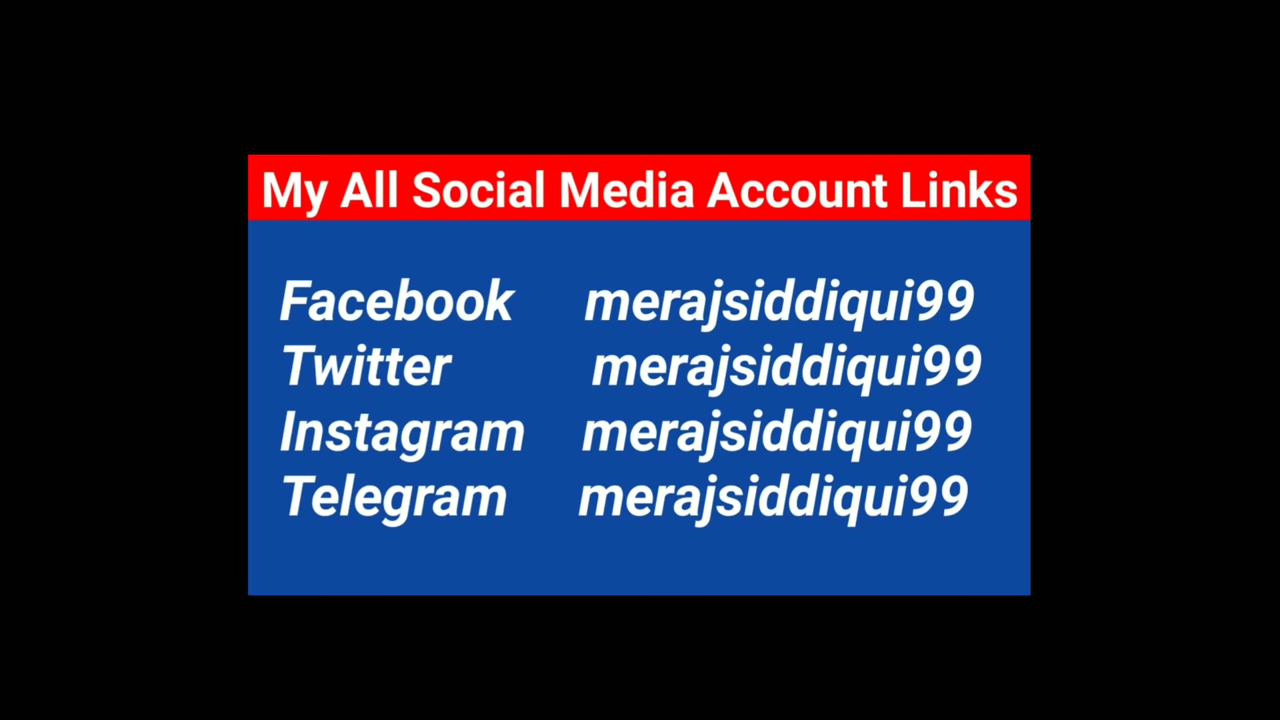 My All Social Media Account Links
Facebook merajsiddiqui99
Twitter merajsiddiqui99
Instagram merajsiddiqui99
Telegram merajsiddiqui99